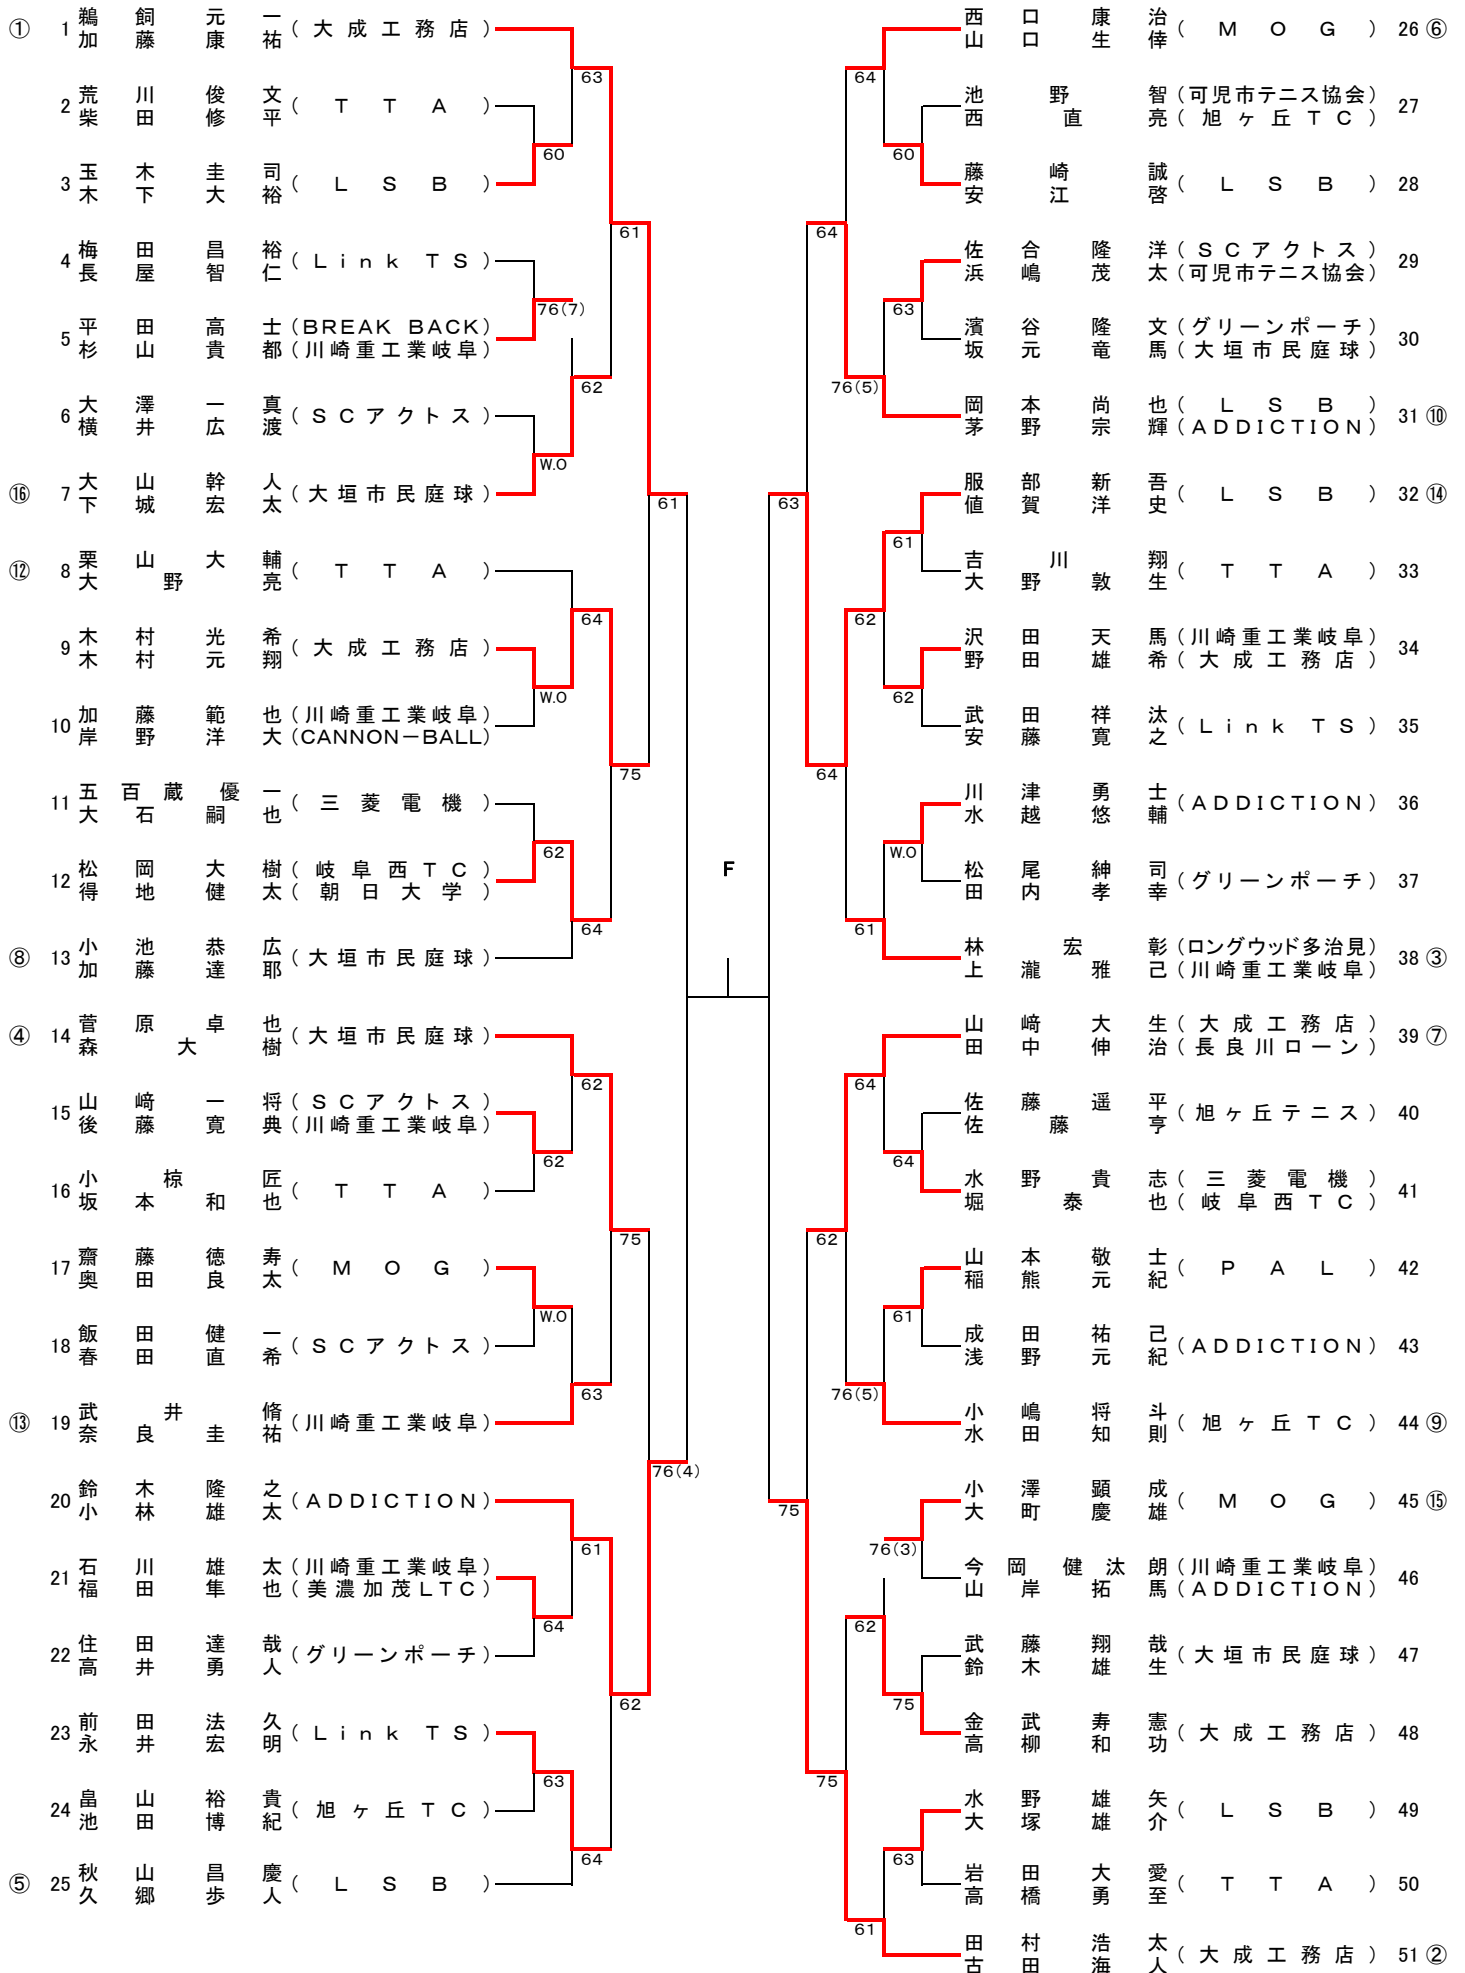 ① 1 鵜飼元一 加藤康祐 (大成工務店)
63
2 荒川俊文 柴田修平 (TTA)
60
3 玉木圭司 木下大裕 (LSB)
61
4 梅田昌裕 長屋智仁 (Link TS)
76(7)
5 平田高士 (BREAK BACK)
杉山貴都 (川崎重工業岐阜)
62
6 大澤一真 横井広渡 (SCアクトス)
W.O
⑯ 7 大山幹人 下城宏太 (大垣市民庭球)
61
⑫ 8 栗山大輔 大野亮 (TTA)
64
9 木村光希 木村元翔 (大成工務店)
W.O
10 加藤範也 (川崎重工業岐阜)
岸野洋大 (CANNON-BALL)
75
11 五百蔵優一 大石嗣也 (三菱電機)
62
12 松岡大樹 (岐阜西TC)
得地健太 (朝日大学)
64
⑧ 13 小池恭広 加藤達耶 (大垣市民庭球)
④ 14 菅原卓也 森大樹 (大垣市民庭球)
62
15 山﨑一将 (SCアクトス)
後藤寛典 (川崎重工業岐阜)
62
16 小椋匠 坂本和也 (TTA)
75
17 齋藤徳寿 奥田良太 (MOG)
W.O
18 飯田健一 春田直希 (SCアクトス)
63
⑬ 19 武井脩 奈良圭祐 (川崎重工業岐阜)
76(4)
20 鈴木隆之 小林雄太 (ADDICTION)
61
21 石川雄太 (川崎重工業岐阜)
福田隼也 (美濃加茂LTC)
64
22 住田達哉 高井勇人 (グリーンポーチ)
62
23 前田法久 永井宏明 (Link TS)
63
24 畠山裕貴 池田博紀 (旭ヶ丘TC)
64
⑤ 25 秋山昌慶 久郷歩人 (LSB)
F
西口康治 山口生倖 (MOG) 26 ⑥
64
池野智 (可児市テニス協会) 27
西直亮 (旭ヶ丘TC)
60
藤崎誠 安江啓 (LSB) 28
64
佐合隆洋 (SCアクトス) 29
浜嶋茂太 (可児市テニス協会)
63
濱谷隆文 (グリーンポーチ) 30
坂元竜馬 (大垣市民庭球)
76(5)
岡本尚也 (LSB) 31 ⑩
茅野宗輝 (ADDICTION)
63
服部新吾 値賀洋史 (LSB) 32 ⑭
61
吉川翔 大野敦生 (TTA) 33
62
沢田天馬 (川崎重工業岐阜) 34
野田雄希 (大成工務店)
62
武田祥汰 安藤寛之 (Link TS) 35
64
川津勇士 水越悠輔 (ADDICTION) 36
W.O
松尾紳司 田内孝幸 (グリーンポーチ) 37
61
林宏彰 (ロングウッド多治見) 38 ③
上瀧雅己 (川崎重工業岐阜)
山﨑大生 (大成工務店) 39 ⑦
田中伸治 (長良川ローン)
64
佐藤遥平 佐藤亨 (旭ヶ丘テニス) 40
64
水野貴志 (三菱電機) 41
堀泰也 (岐阜西TC)
62
山本敬士 稲熊元紀 (PAL) 42
61
成田祐己 浅野元紀 (ADDICTION) 43
76(5)
小嶋将斗 水田知則 (旭ヶ丘TC) 44 ⑨
75
小澤顕成 大町慶雄 (MOG) 45 ⑮
76(3)
今岡健汰朗 (川崎重工業岐阜) 46
山岸拓馬 (ADDICTION)
62
武藤翔哉 鈴木雄生 (大垣市民庭球) 47
75
金武寿憲 高柳和功 (大成工務店) 48
75
水野雄矢 大塚雄介 (LSB) 49
63
岩田大愛 高橋勇至 (TTA) 50
61
田村浩太 古田海人 (大成工務店) 51 ②